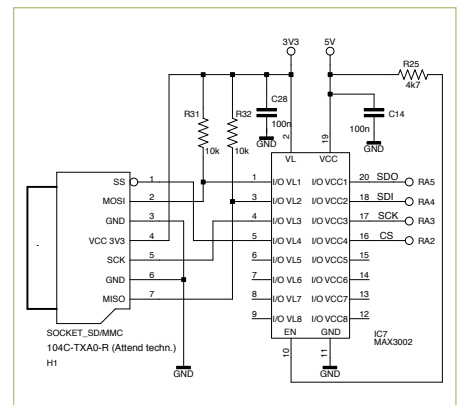 3V3 5V
R25
4k7
R31 R32 C28
100n
C14
100n
10k 10k
GND
GND
2 19
VL VCC
SS 1
MOSI 2
GND 3
VCC 3V3 4
SCK 5
GND 6
MISO 7
1 I/O VL1 I/O VCC1 20 SDO RA5
3 I/O VL2 I/O VCC2 18 SDI RA4
4 I/O VL3 I/O VCC3 17 SCK RA3
5 I/O VL4 I/O VCC4 16 CS RA2
6 I/O VL5 I/O VCC5 15
7 I/O VL6 I/O VCC6 14
8 I/O VL7 I/O VCC7 13
9 I/O VL8 I/O VCC8 12
EN GND
10 11
IC7
MAX3002
SOCKET_SD/MMC
104C-TXA0-R (Attend techn.)
H1
GND
GND